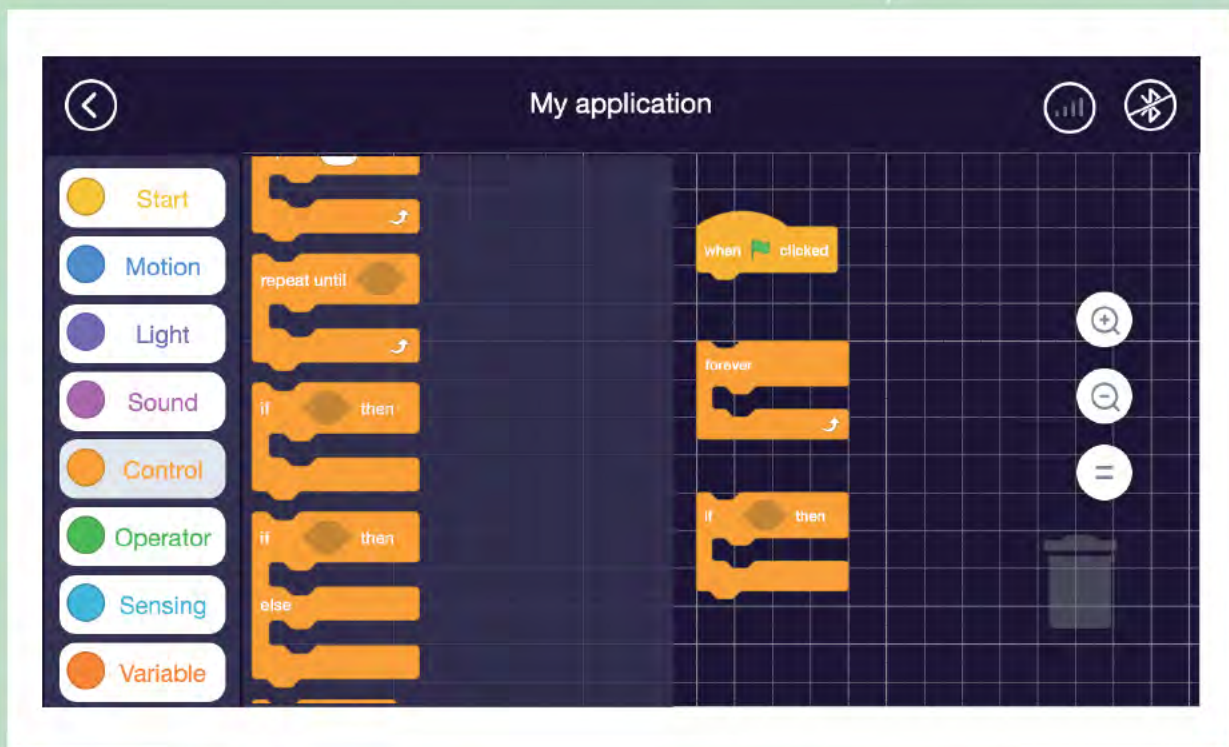 My application
Start
Motion
Light
Sound
Control
Operator
Sensing
Variable
repeat until
if then
if then
else
when clicked
forever
if then